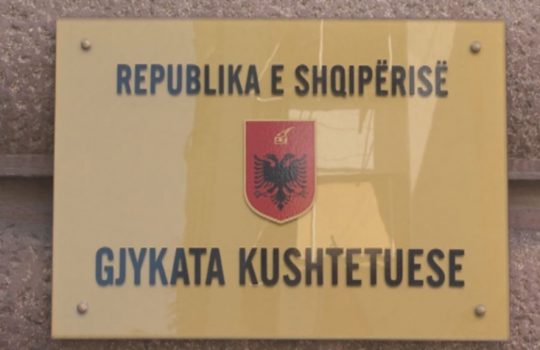 REPUBLIKA E SHQIPËRISË
GJYKATA KUSHTETUESE